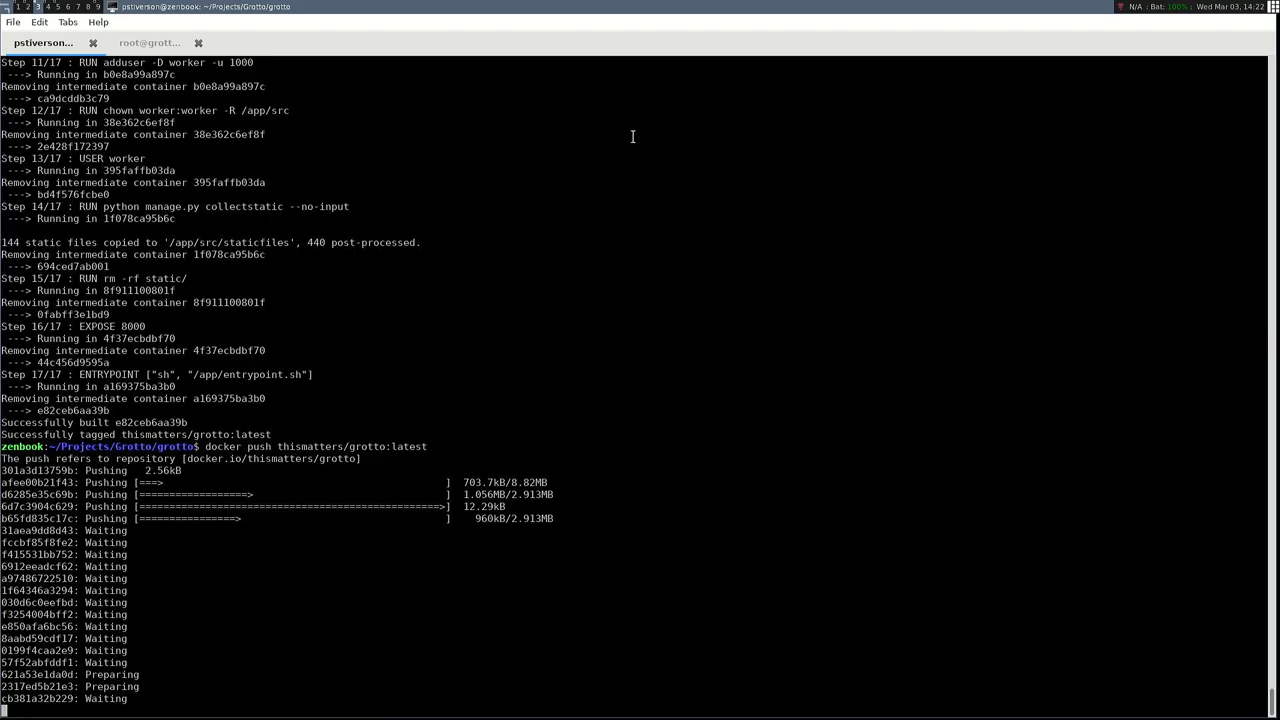 1 2 3 4 5 6 7 8 9 pstiverson@zenbook: ~/Projects/Grotto/grotto N/A : Bat: 100% : Wed Mar 03, 14:22
File Edit Tabs Help
pstiverson... root@grott...
Step 11/17 : RUN adduser -D worker -u 1000
---> Running in b0e8a99a897c
Removing intermediate container b0e8a99a897c
---> ca9dcddb3c79
Step 12/17 : RUN chown worker:worker -R /app/src
---> Running in 38e362c6ef8f
Removing intermediate container 38e362c6ef8f
---> 2e428f172397
Step 13/17 : USER worker
---> Running in 395faffb03da
Removing intermediate container 395faffb03da
---> bd4f576fcbe0
Step 14/17 : RUN python manage.py collectstatic --no-input
---> Running in 1f078ca95b6c
144 static files copied to '/app/src/staticfiles', 440 post-processed.
Removing intermediate container 1f078ca95b6c
---> 694ced7ab001
Step 15/17 : RUN rm -rf static/
---> Running in 8f911100801f
Removing intermediate container 8f911100801f
---> 0fabff3e1bd9
Step 16/17 : EXPOSE 8000
---> Running in 4f37ecbdbf70
Removing intermediate container 4f37ecbdbf70
---> 44c456d9595a
Step 17/17 : ENTRYPOINT ["sh", "/app/entrypoint.sh"]
---> Running in a169375ba3b0
Removing intermediate container a169375ba3b0
---> e82ceb6aa39b
Successfully built e82ceb6aa39b
Successfully tagged thismatters/grotto:latest
zenbook:~/Projects/Grotto/grotto$ docker push thismatters/grotto:latest
The push refers to repository [docker.io/thismatters/grotto]
301a3d13759b: Pushing 2.56kB
afee00b21f43: Pushing [===> ] 703.7kB/8.82MB
d6285e35c69b: Pushing [==================> ] 1.056MB/2.913MB
6d7c3904c629: Pushing [==================================================>] 12.29kB
b65fd835c17c: Pushing [================> ] 960kB/2.913MB
31aea9dd8d43: Waiting
fccbf85f8fe2: Waiting
f415531bb752: Waiting
6912eeadcf62: Waiting
a97486722510: Waiting
1f64346a3294: Waiting
030d6c0eefbd: Waiting
f3254004bff2: Waiting
e850afa6bc56: Waiting
8aabd59cdf17: Waiting
0199f4caa2e9: Waiting
57f52abfddf1: Waiting
621a53e1da0d: Preparing
2317ed5b21e3: Preparing
cb381a32b229: Waiting